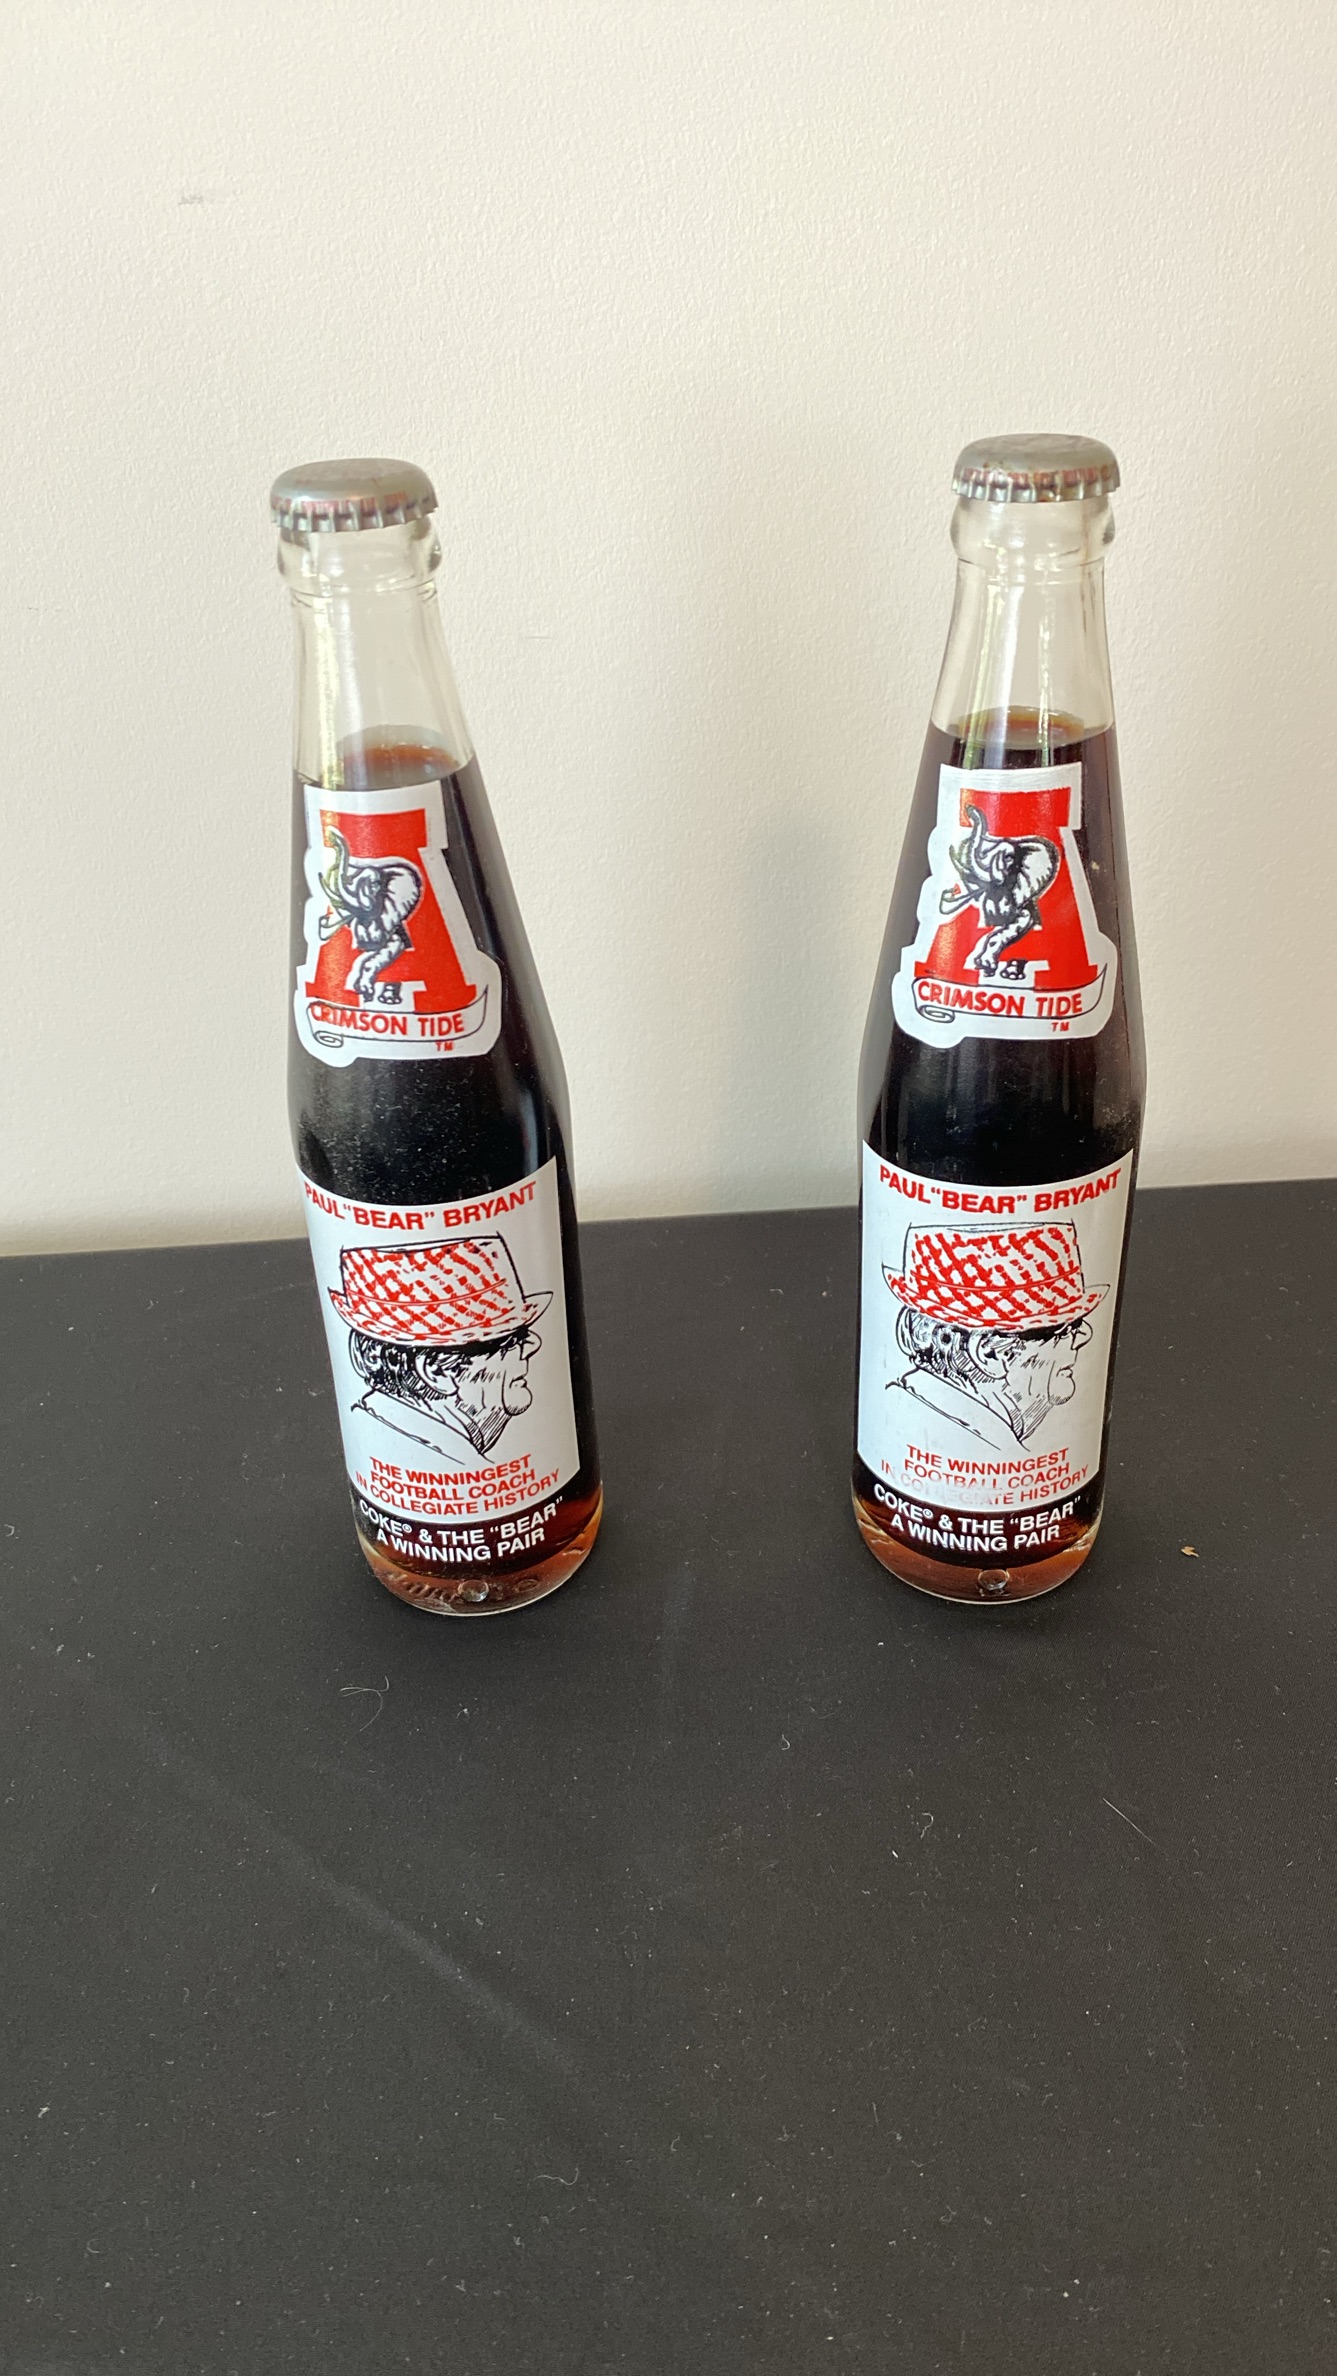 CRIMSON TIDE
TM
PAUL "BEAR" BRYANT
THE WINNINGEST
FOOTBALL COACH
IN COLLEGIATE HISTORY
COKE® & THE "BEAR"
A WINNING PAIR
A
CRIMSON TIDE
TM
PAUL "BEAR" BRYANT
THE WINNINGEST
FOOTBALL COACH
IN COLLEGIATE HISTORY
COKE® & THE "BEAR"
A WINNING PAIR